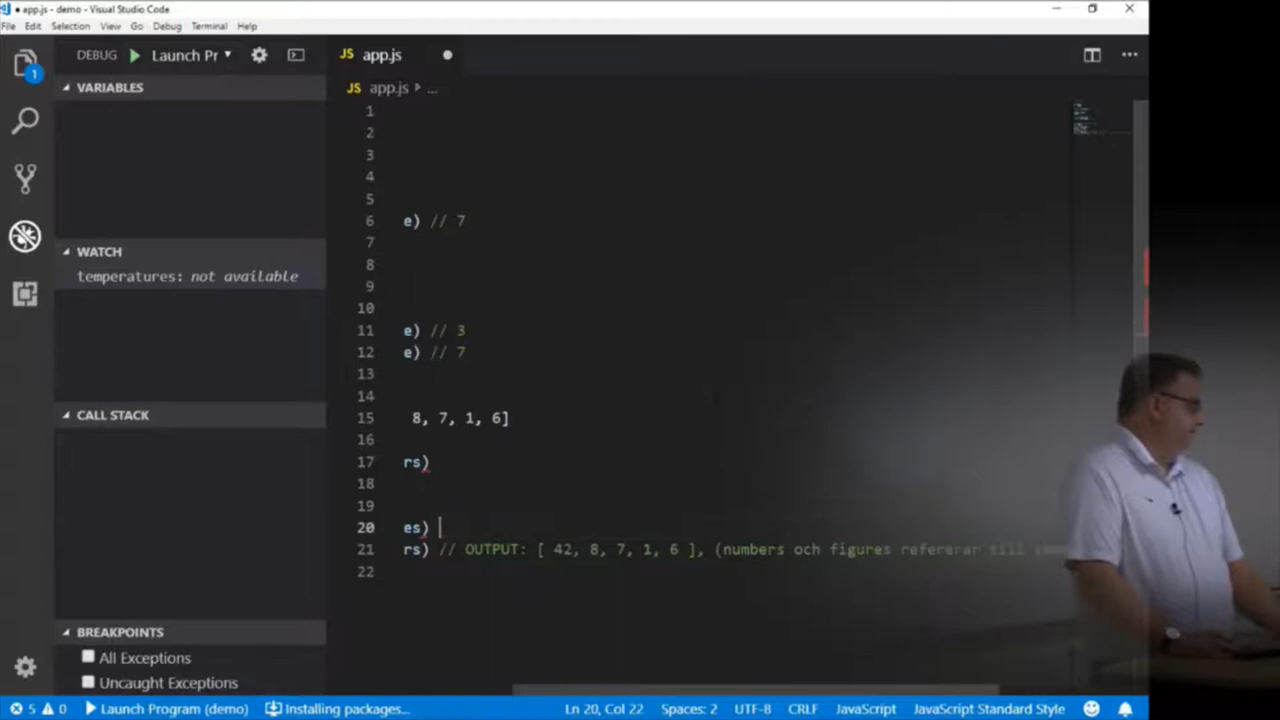 app.js - demo - Visual Studio Code
File Edit Selection View Go Debug Terminal Help
DEBUG Launch Pr
JS app.js
1
VARIABLES
JS app.js ...
1
2
3
4
5
6 e) // 7
7
8
9
10
11 e) // 3
12 e) // 7
13
14
15 8, 7, 1, 6]
16
17 rs)
18
19
20 es)
21 rs) // OUTPUT: [ 42, 8, 7, 1, 6 ], (numbers och figures refererar till
22
WATCH
temperatures: not available
CALL STACK
BREAKPOINTS
All Exceptions
Uncaught Exceptions
5 0 Launch Program (demo) Installing packages... Ln 20, Col 22 Spaces: 2 UTF-8 CRLF JavaScript JavaScript Standard Style